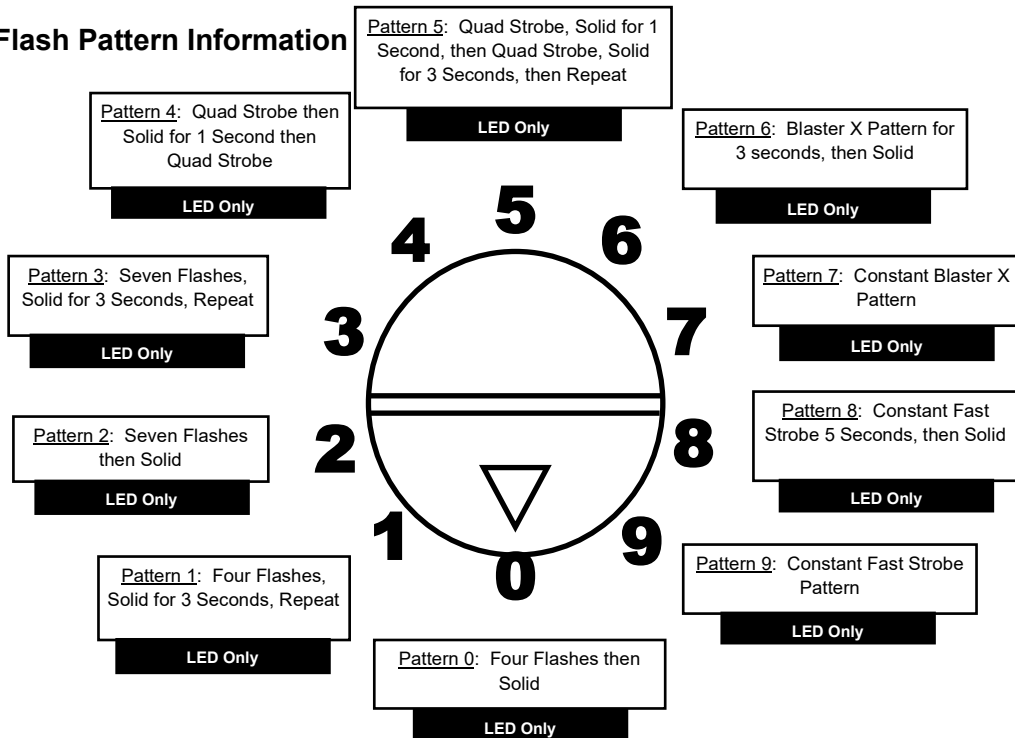 Flash Pattern Information
Pattern 5: Quad Strobe, Solid for 1
Second, then Quad Strobe, Solid
for 3 Seconds, then Repeat
LED Only
Pattern 4: Quad Strobe then
Solid for 1 Second then
Quad Strobe
LED Only
Pattern 6: Blaster X Pattern for
3 seconds, then Solid
LED Only
Pattern 3: Seven Flashes,
Solid for 3 Seconds, Repeat
LED Only
Pattern 7: Constant Blaster X
Pattern
LED Only
Pattern 2: Seven Flashes
then Solid
LED Only
Pattern 8: Constant Fast
Strobe 5 Seconds, then Solid
LED Only
Pattern 1: Four Flashes,
Solid for 3 Seconds, Repeat
LED Only
Pattern 9: Constant Fast Strobe
Pattern
LED Only
Pattern 0: Four Flashes then
Solid
LED Only
5
4
6
3
7
2
8
1
9
0